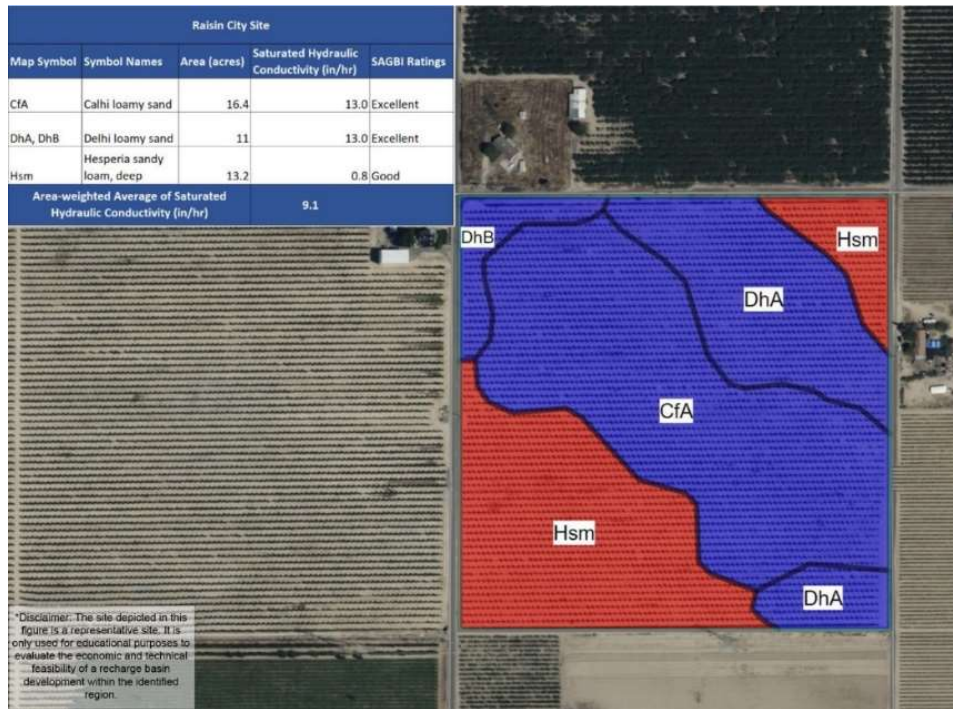 Raisin City Site
Map Symbol Symbol Names Area (acres) Saturated Hydraulic Conductivity (in/hr) SAGBI Ratings
CfA Calhi loamy sand 16.4 13.0 Excellent
DhA, DhB Delhi loamy sand 11 13.0 Excellent
Hsm Hesperia sandy loam, deep 13.2 0.8 Good
Area-weighted Average of Saturated Hydraulic Conductivity (in/hr) 9.1
DhB
Hsm
DhA
CfA
Hsm
DhA
*Disclaimer: The site depicted in this
figure is a representative site. It is
only used for educational purposes to
evaluate the economic and technical
feasibility of a recharge basin
development within the identified
region.